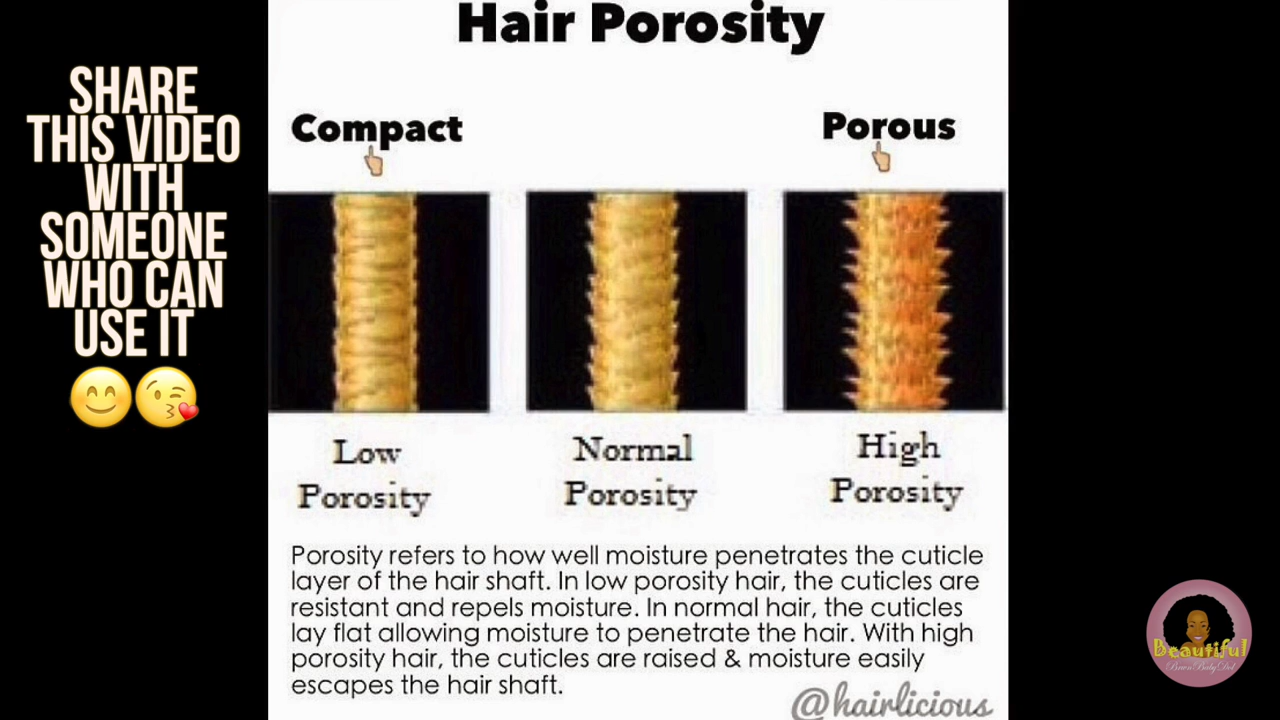 Hair Porosity
SHARE
THIS VIDEO
WITH
SOMEONE
WHO CAN
USE IT
Compact
Porous
Low
Porosity
Normal
Porosity
High
Porosity
Porosity refers to how well moisture penetrates the cuticle
layer of the hair shaft. In low porosity hair, the cuticles are
resistant and repels moisture. In normal hair, the cuticles
lay flat allowing moisture to penetrate the hair. With high
porosity hair, the cuticles are raised & moisture easily
escapes the hair shaft.
@hairlicious
Beautiful